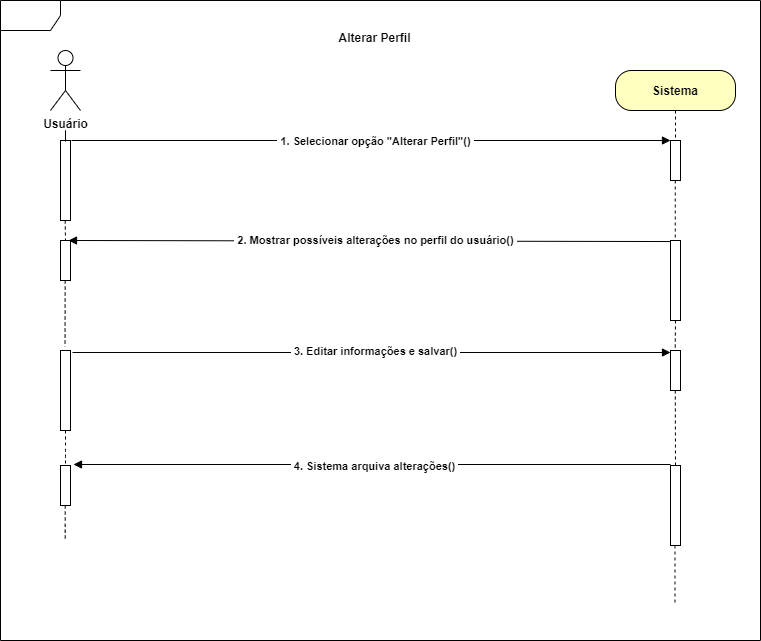 Alterar Perfil
Usuário
Sistema
1. Selecionar opção "Alterar Perfil"()
2. Mostrar possíveis alterações no perfil do usuário()
3. Editar informações e salvar()
4. Sistema arquiva alterações()